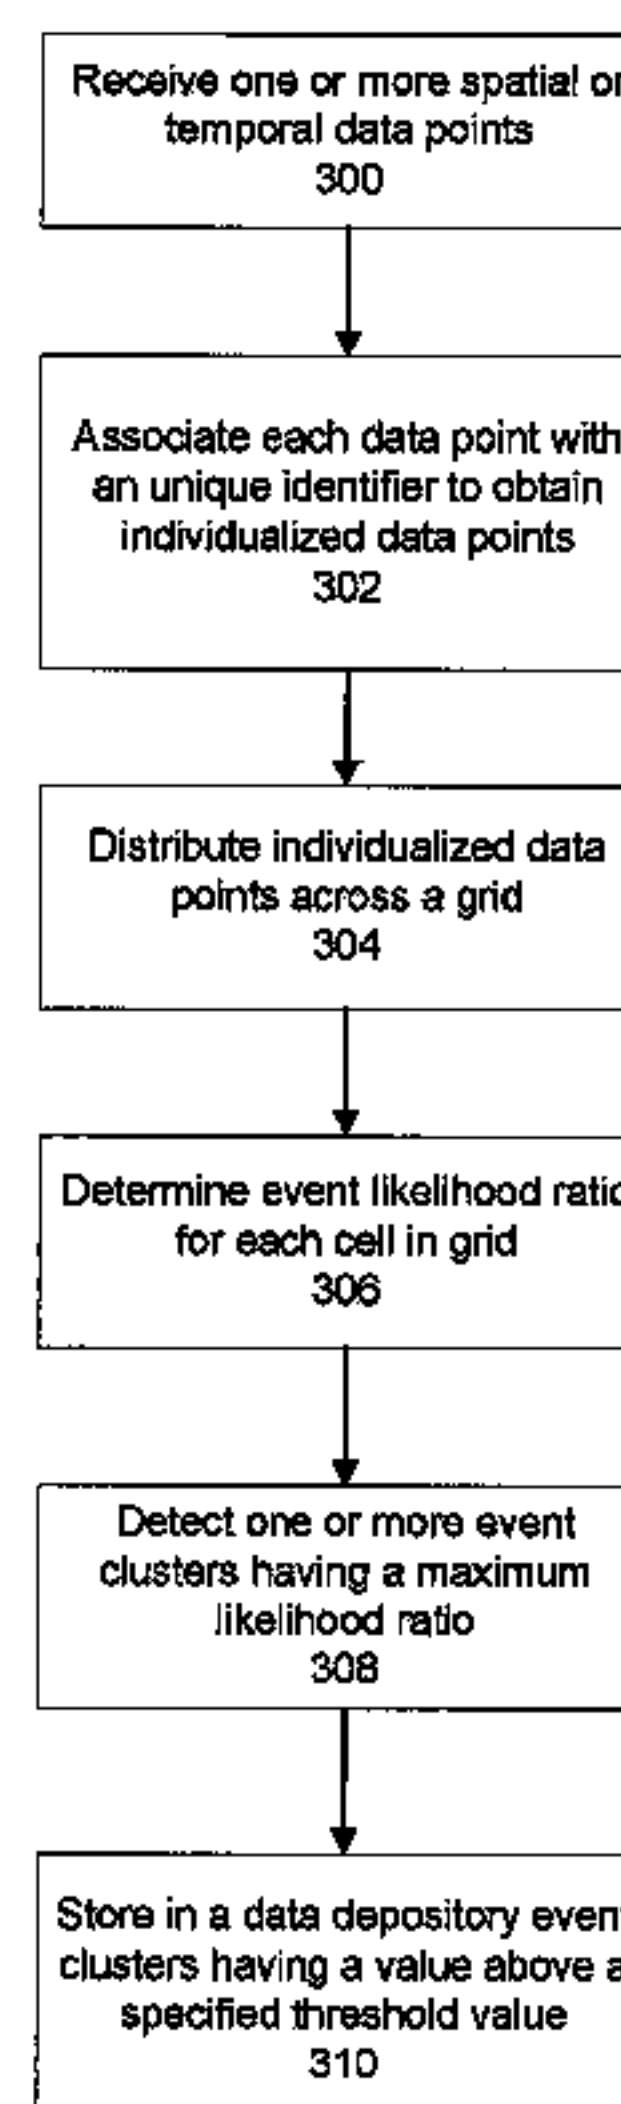 Receive one or more spatial or
temporal data points
300
Associate each data point with
an unique identifier to obtain
individualized data points
302
Distribute individualized data
points across a grid
304
Determine event likelihood ratio
for each cell in grid
306
Detect one or more event
clusters having a maximum
likelihood ratio
308
Store in a data depository event
clusters having a value above a
specified threshold value
310